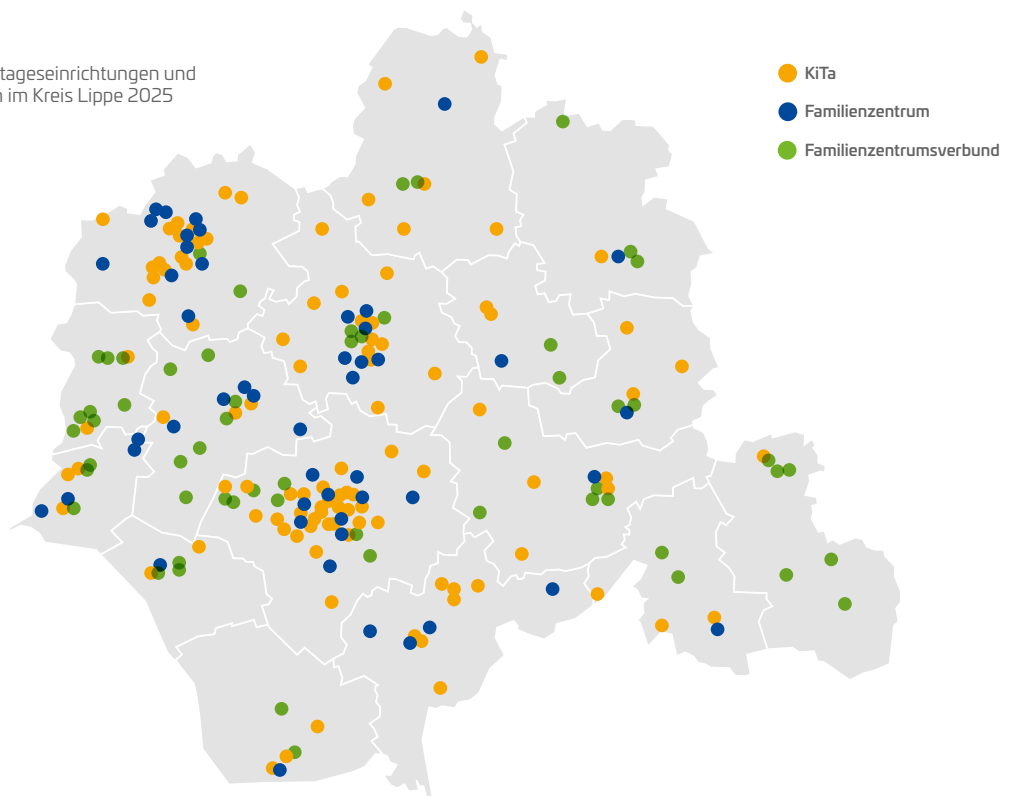 tageseinrichtungen und
im Kreis Lippe 2025
KiTa
Familienzentrum
Familienzentrumsverbund